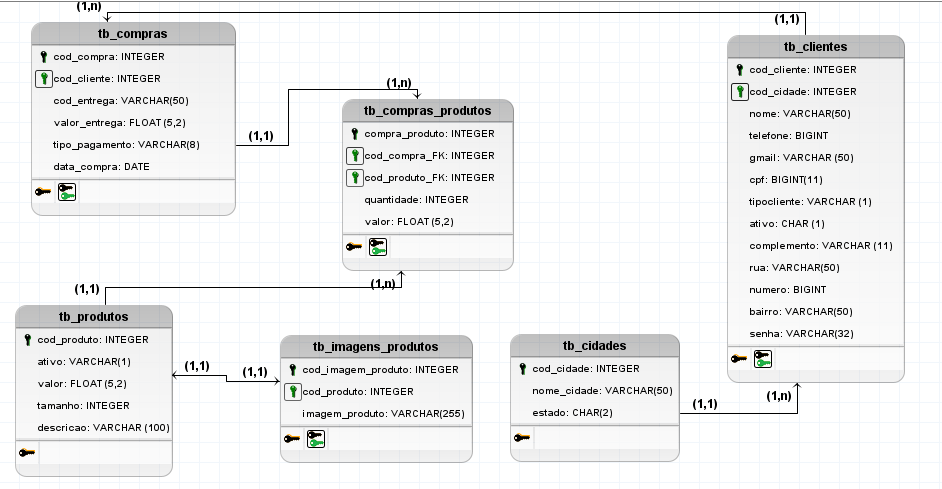 (1,n)
(1,1)
tb_compras
cod_compra: INTEGER
cod_cliente: INTEGER
cod_entrega: VARCHAR(50)
valor_entrega: FLOAT (5,2)
tipo_pagamento: VARCHAR(8)
data_compra: DATE
(1,1)
(1,n)
tb_compras_produtos
compra_produto: INTEGER
cod_compra_FK: INTEGER
cod_produto_FK: INTEGER
quantidade: INTEGER
valor: FLOAT (5,2)
(1,n)
tb_clientes
cod_cliente: INTEGER
cod_cidade: INTEGER
nome: VARCHAR(50)
telefone: BIGINT
gmail: VARCHAR (50)
cpf: BIGINT(11)
tipocliente: VARCHAR (1)
ativo: CHAR (1)
complemento: VARCHAR (11)
rua: VARCHAR(50)
numero: BIGINT
bairro: VARCHAR(50)
senha: VARCHAR(32)
(1,1)
tb_produtos
cod_produto: INTEGER
ativo: VARCHAR(1)
valor: FLOAT (5,2)
tamanho: INTEGER
descricao: VARCHAR (100)
(1,1)
(1,1)
tb_imagens_produtos
cod_imagem_produto: INTEGER
cod_produto: INTEGER
imagem_produto: VARCHAR(255)
tb_cidades
cod_cidade: INTEGER
nome_cidade: VARCHAR(50)
estado: CHAR(2)
(1,1)
(1,n)